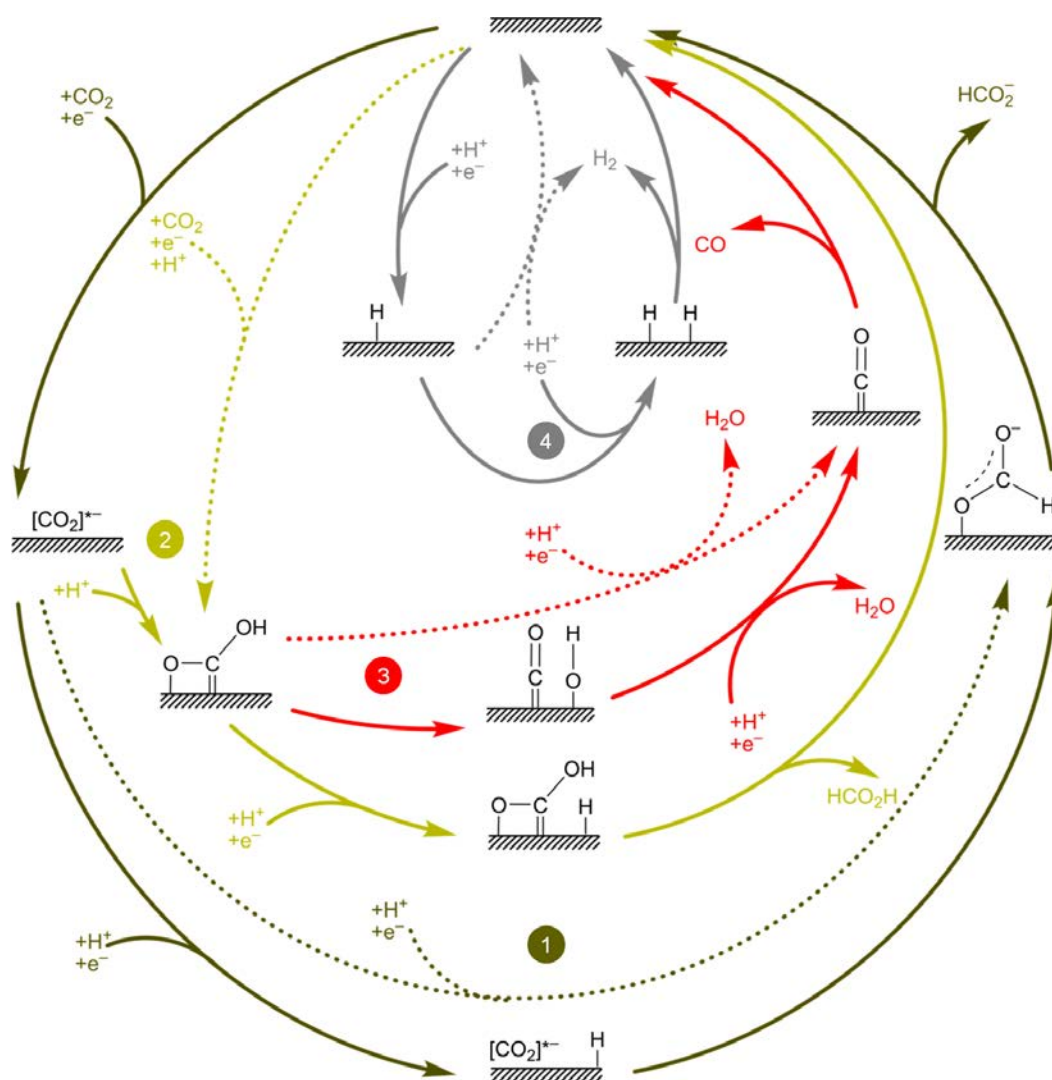 +CO₂
+e⁻
HCO₂⁻
+H⁺
+e⁻
H₂
+CO₂
+e⁻
+H⁺
CO
H
H H
O
C
+H⁺
+e⁻
4
H₂O
O⁻
C
O H
[CO₂]*⁻
2
+H⁺
+e⁻
+H⁺
H₂O
OH
O C
3
O H
C O
+H⁺
+e⁻
OH
O C H
+H⁺
+e⁻
HCO₂H
+H⁺
+e⁻
1
+H⁺
+e⁻
[CO₂]*⁻ H